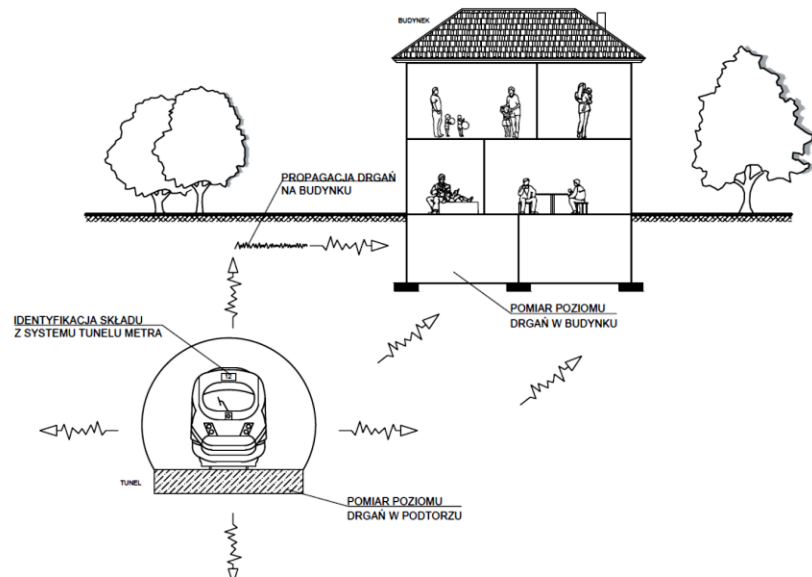 BUDYNEK
PROPAGACJA DRGAŃ
NA BUDYNKU
IDENTYFIKACJA SKŁADU
Z SYSTEMU TUNELU METRA
POMIAR POZIOMU
DRGAŃ W BUDYNKU
TUNEL
POMIAR POZIOMU
DRGAŃ W PODTORZU